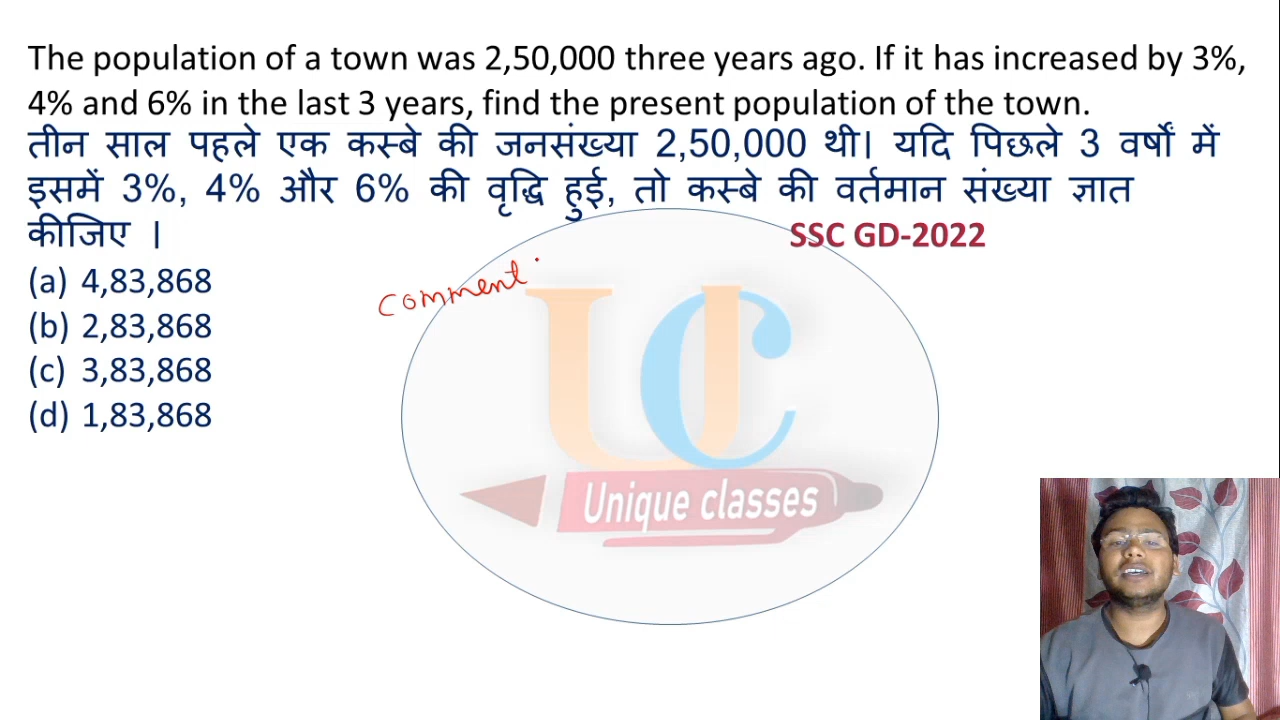 The population of a town was 2,50,000 three years ago. If it has increased by 3%,
4% and 6% in the last 3 years, find the present population of the town.
तीन साल पहले एक कस्बे की जनसंख्या 2,50,000 थी। यदि पिछले 3 वर्षों में
इसमें 3%, 4% और 6% की वृद्धि हुई, तो कस्बे की वर्तमान संख्या ज्ञात
कीजिए ।
SSC GD-2022
(a) 4,83,868
comment
(b) 2,83,868
(c) 3,83,868
(d) 1,83,868
UC
Unique classes